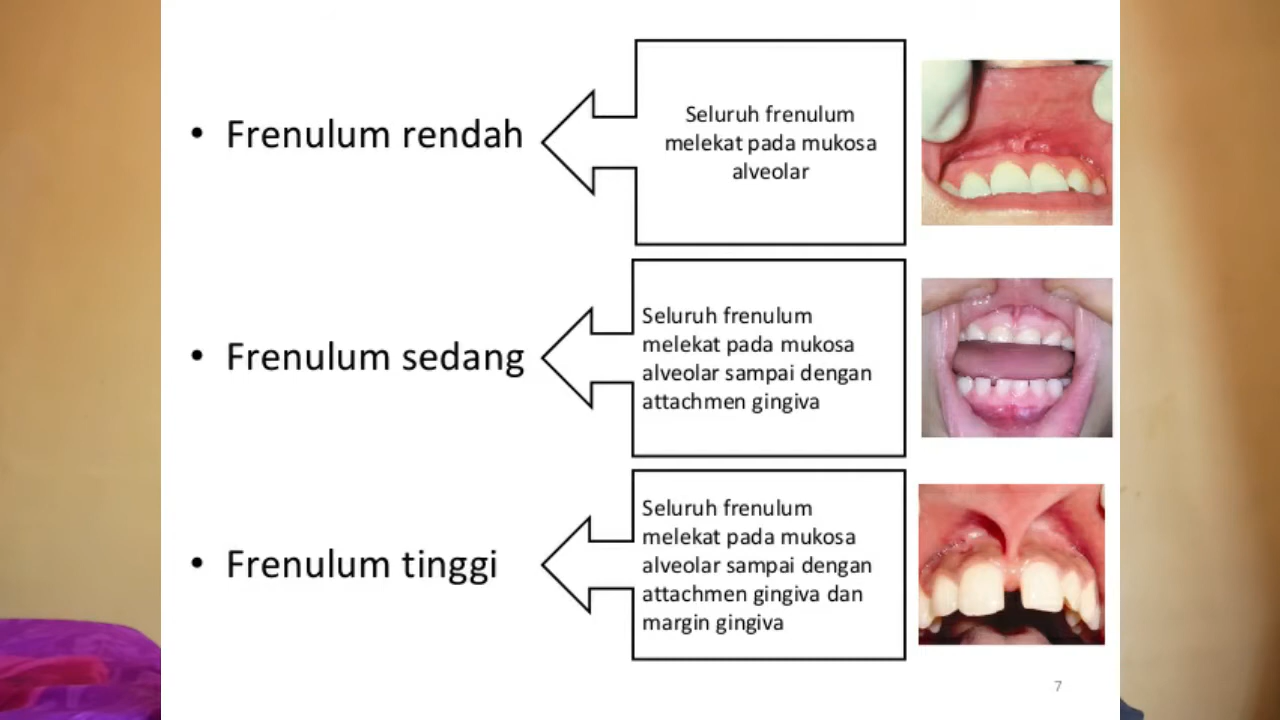 • Frenulum rendah
Seluruh frenulum
melekat pada mukosa
alveolar
• Frenulum sedang
Seluruh frenulum
melekat pada mukosa
alveolar sampai dengan
attachmen gingiva
• Frenulum tinggi
Seluruh frenulum
melekat pada mukosa
alveolar sampai dengan
attachmen gingiva dan
margin gingiva
7